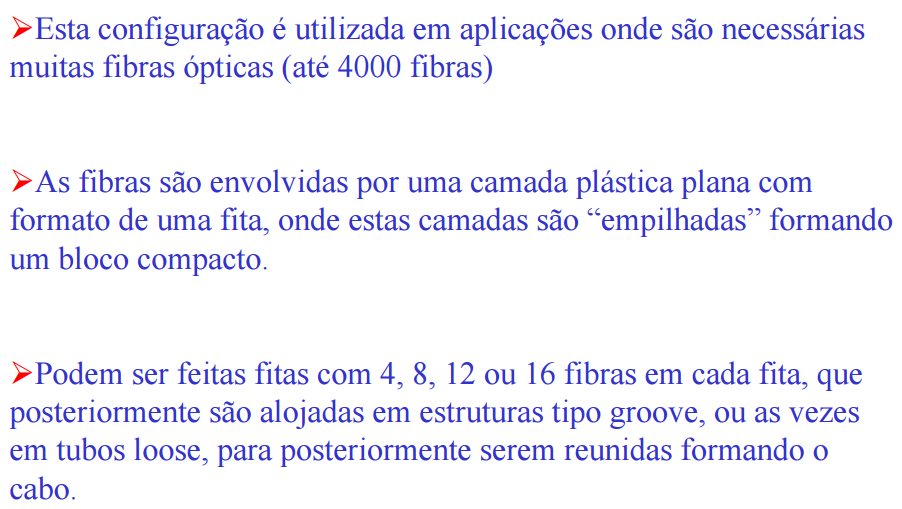 ➢Esta configuração é utilizada em aplicações onde são necessárias
muitas fibras ópticas (até 4000 fibras)
➢As fibras são envolvidas por uma camada plástica plana com
formato de uma fita, onde estas camadas são “empilhadas” formando
um bloco compacto.
➢Podem ser feitas fitas com 4, 8, 12 ou 16 fibras em cada fita, que
posteriormente são alojadas em estruturas tipo groove, ou as vezes
em tubos loose, para posteriormente serem reunidas formando o
cabo.